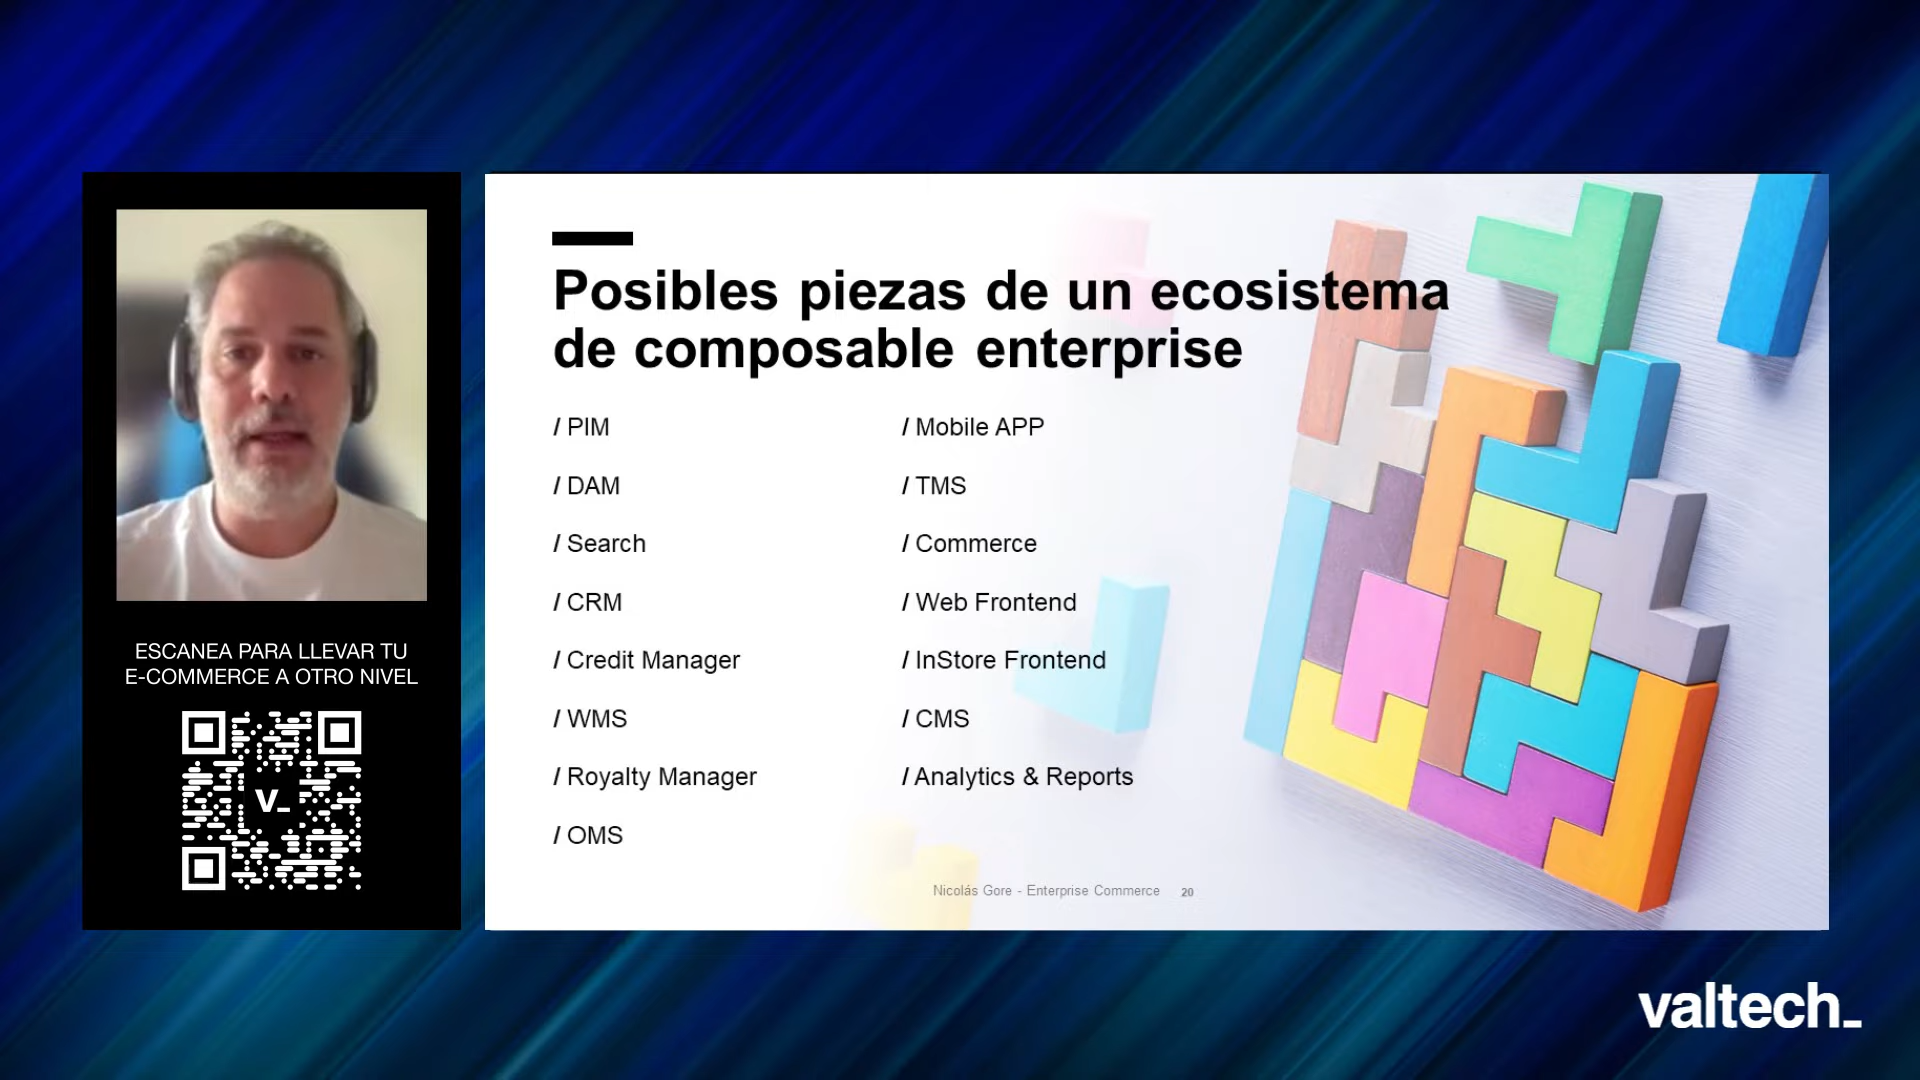 Posibles piezas de un ecosistema
de composable enterprise
/ PIM
/ DAM
/ Search
/ CRM
/ Credit Manager
/ WMS
/ Royalty Manager
/ OMS
/ Mobile APP
/ TMS
/ Commerce
/ Web Frontend
/ InStore Frontend
/ CMS
/ Analytics & Reports
Nicolás Gore - Enterprise Commerce 20
ESCANEA PARA LLEVAR TU
E-COMMERCE A OTRO NIVEL
V_
valtech_